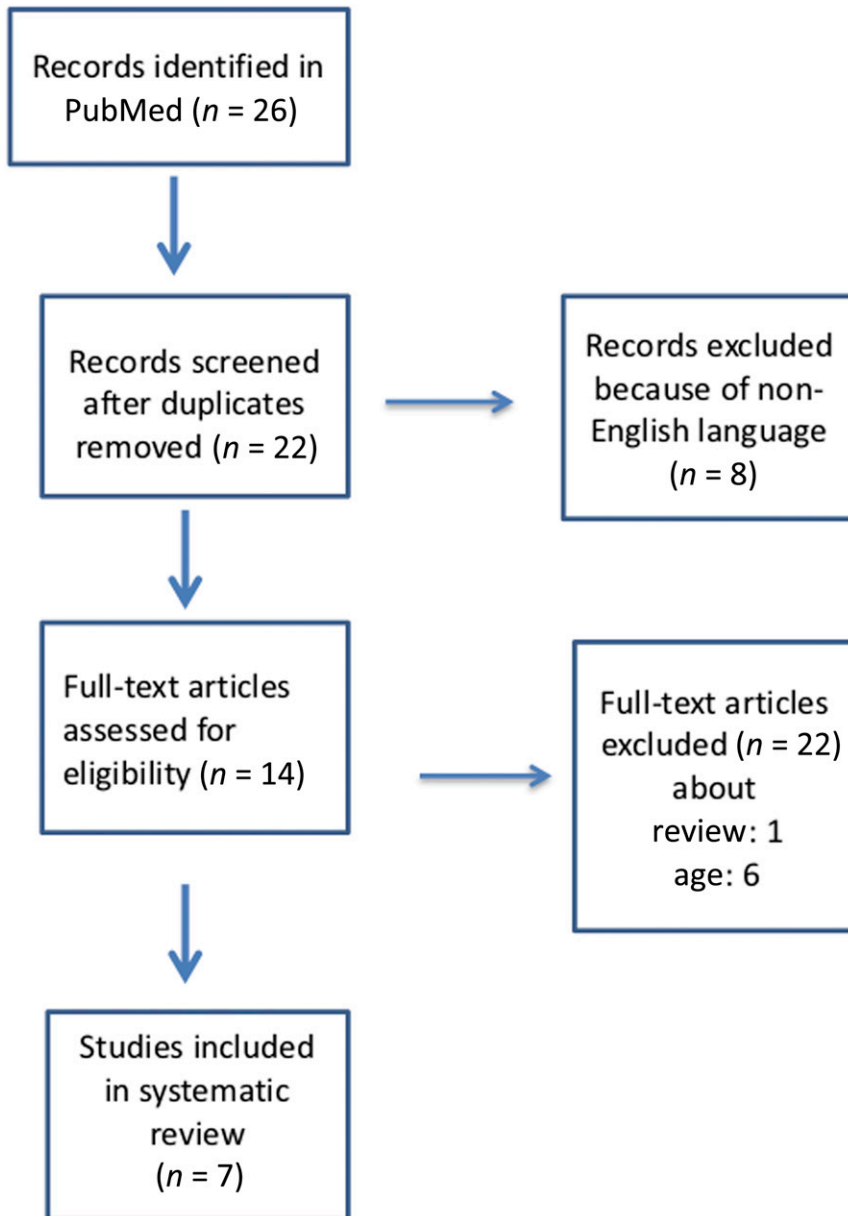 Records identified in
PubMed (n = 26)
Records screened
after duplicates
removed (n = 22)
Records excluded
because of non-
English language
(n = 8)
Full-text articles
assessed for
eligibility (n = 14)
Full-text articles
excluded (n = 22)
about
review: 1
age: 6
Studies included
in systematic
review
(n = 7)